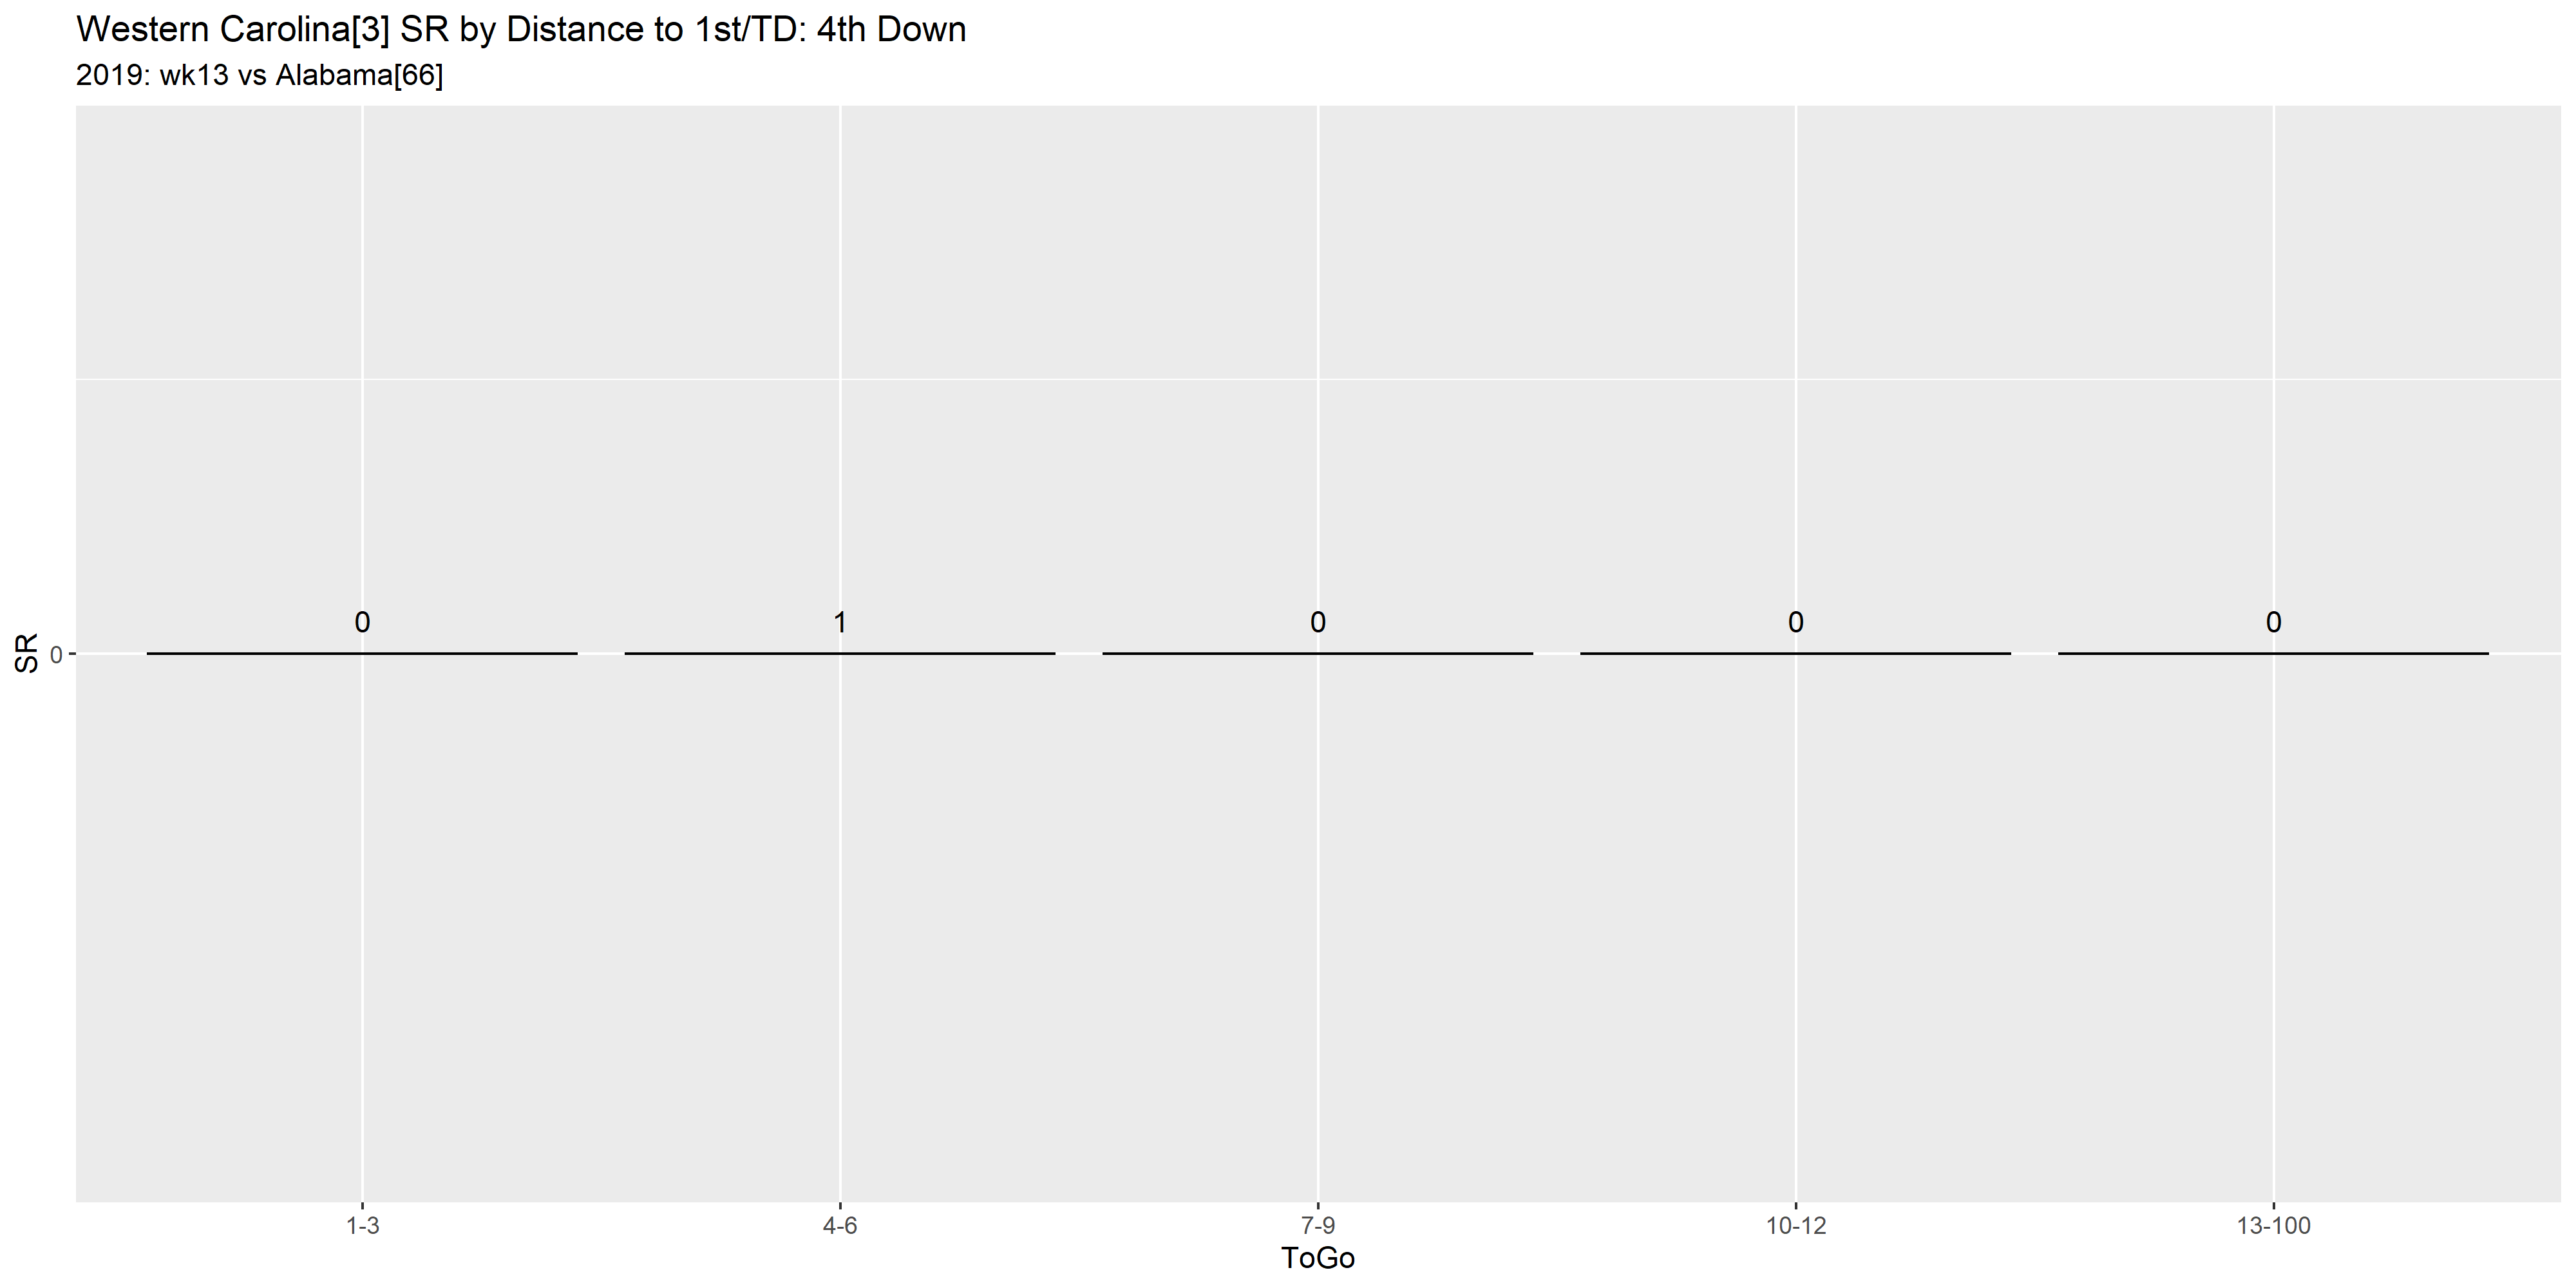 Western Carolina[3] SR by Distance to 1st/TD: 4th Down
2019: wk13 vs Alabama[66]
0 1 0 0 0
SR
0
1-3 4-6 7-9 10-12 13-100
ToGo